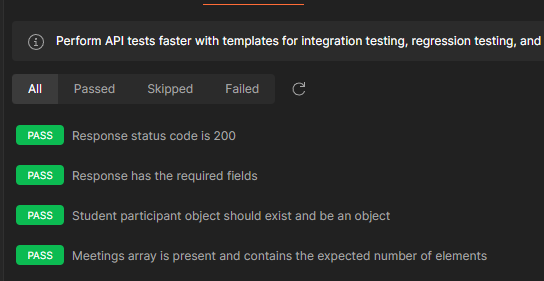 Perform API tests faster with templates for integration testing, regression testing, and
All Passed Skipped Failed
PASS Response status code is 200
PASS Response has the required fields
PASS Student participant object should exist and be an object
PASS Meetings array is present and contains the expected number of elements